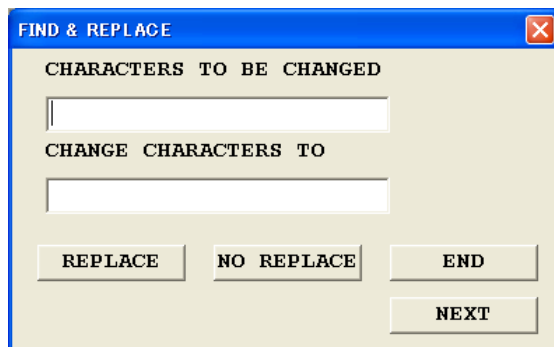 FIND & REPLACE
CHARACTERS TO BE CHANGED
CHANGE CHARACTERS TO
REPLACE NO REPLACE END
NEXT